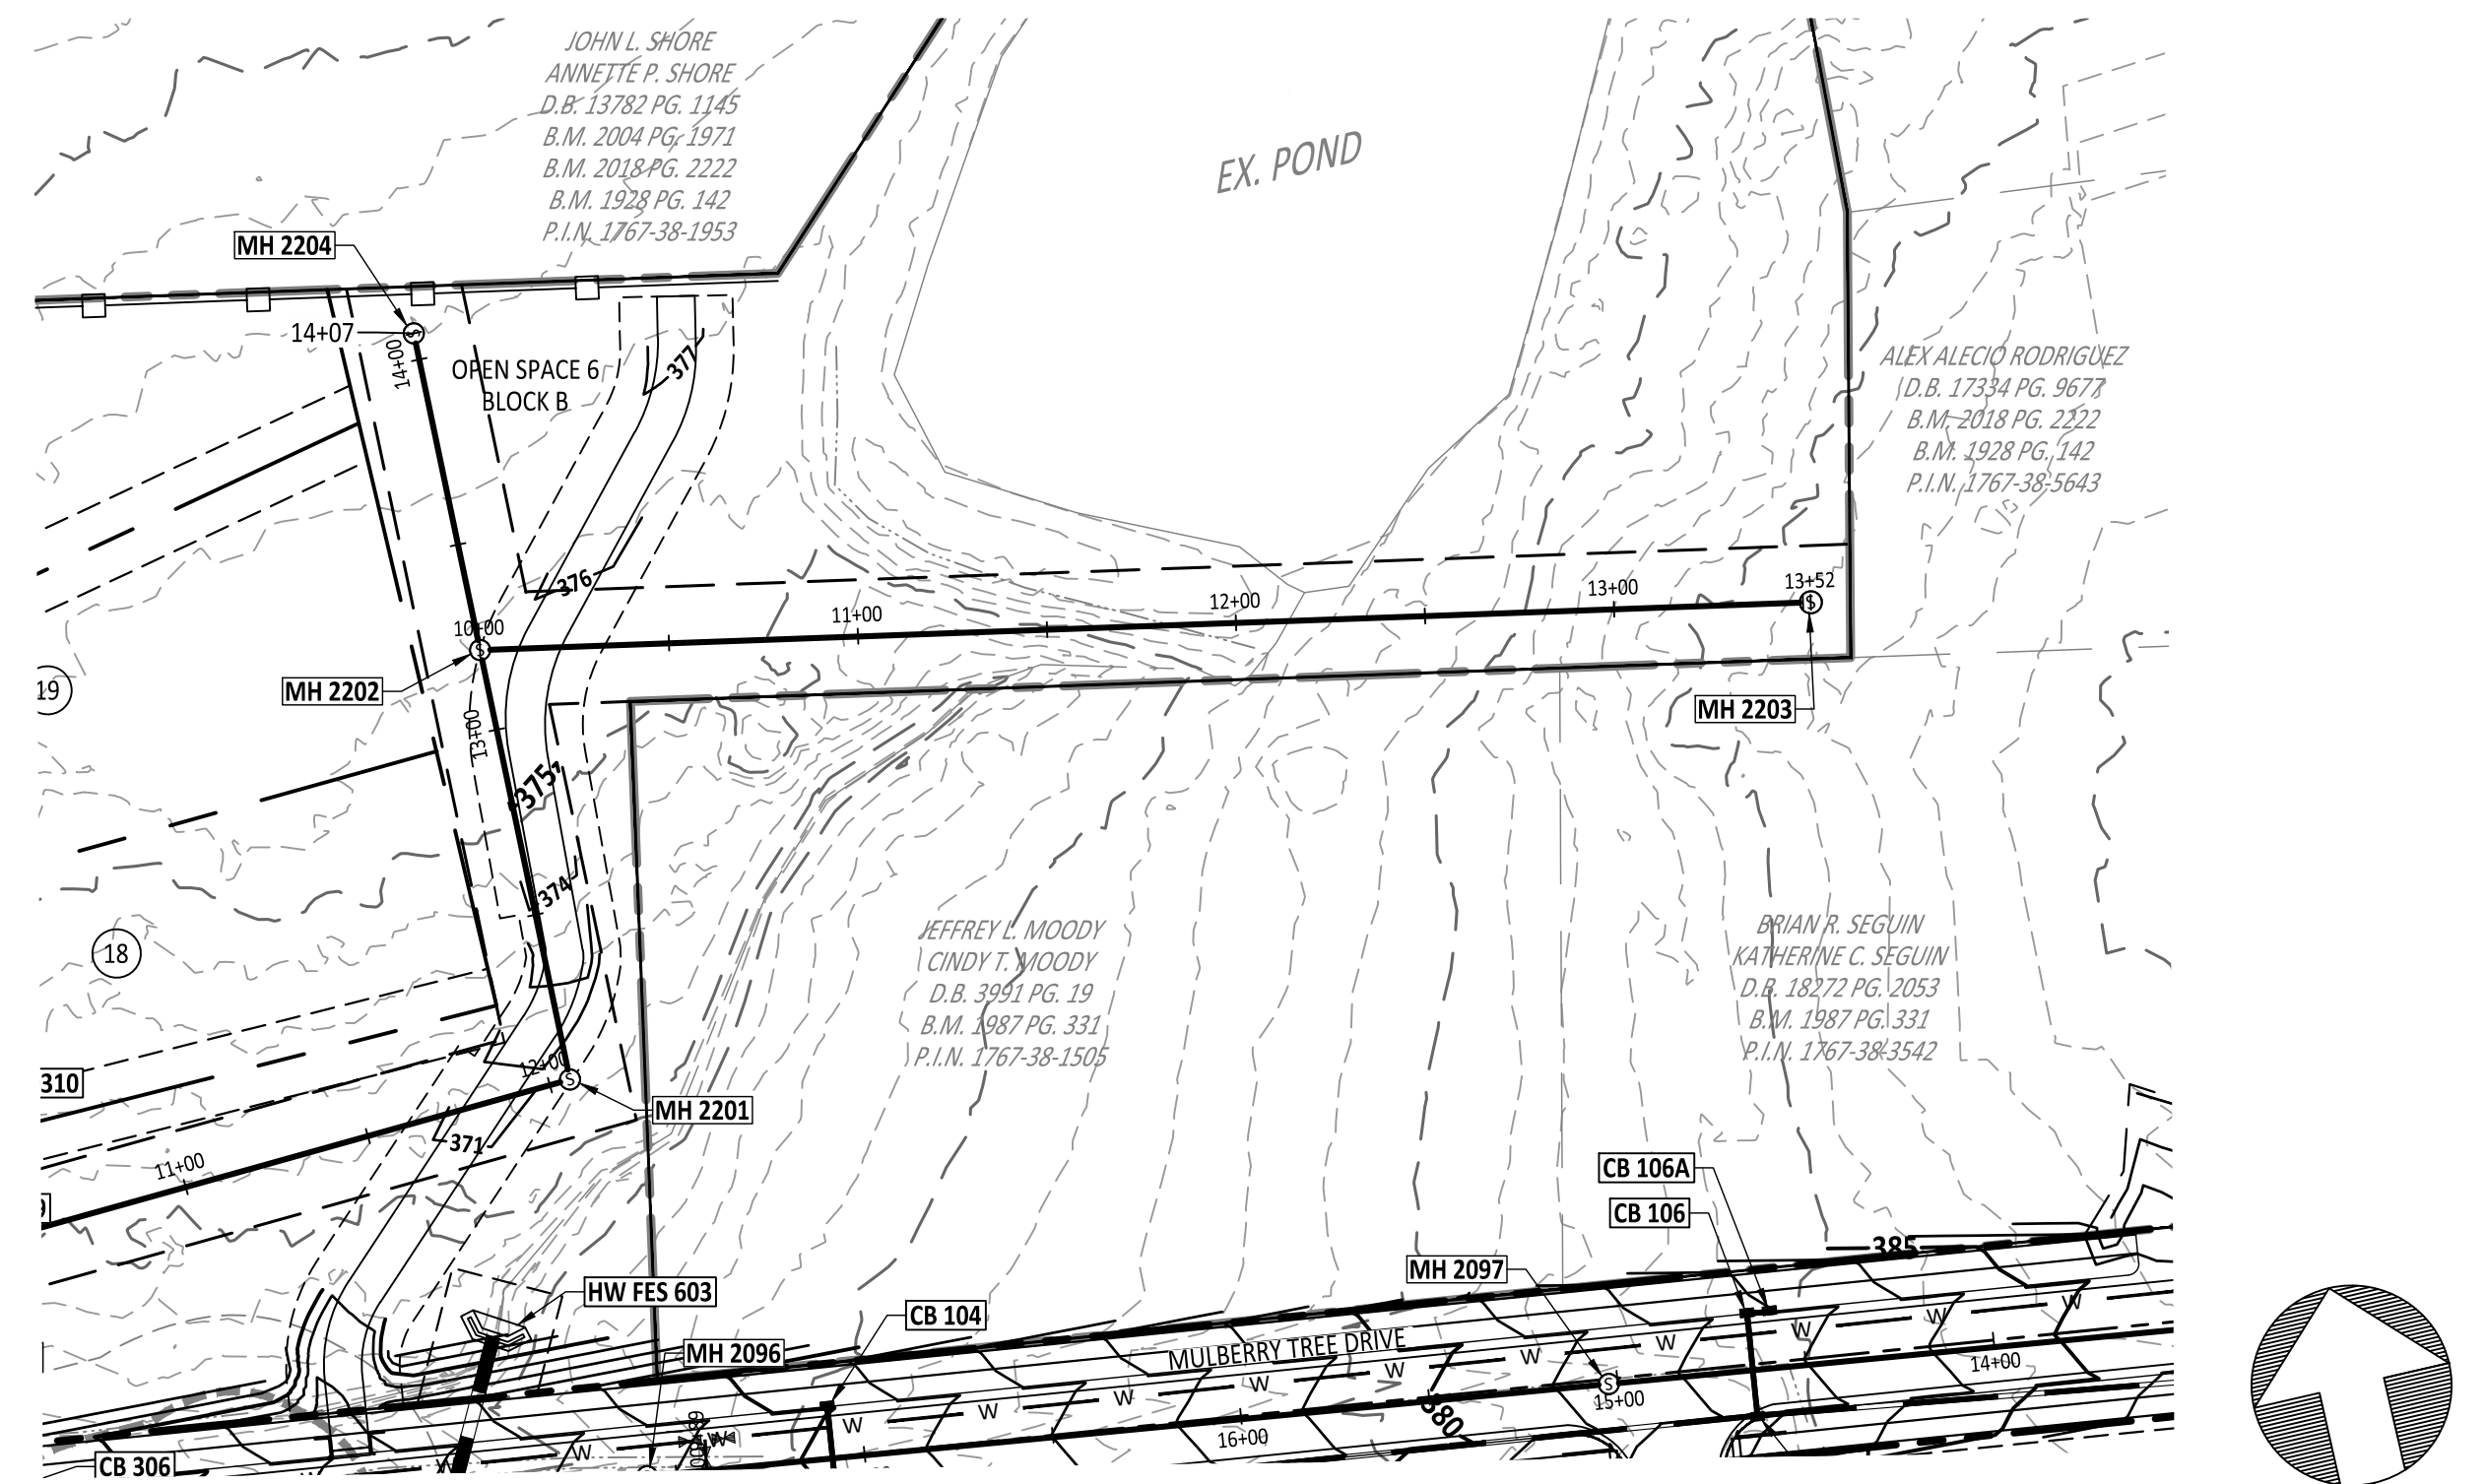 JOHN L. SHORE
ANNETTE P. SHORE
D.B. 13782 PG. 1145
B.M. 2004 PG. 1971
B.M. 2018 PG. 2222
B.M. 1928 PG. 142
P.I.N. 1767-38-1953
EX. POND
MH 2204
14+07
14+00
OPEN SPACE 6
BLOCK B
377
ALEX ALECIO RODRIGUEZ
D.B. 17334 PG. 9677
B.M. 2018 PG. 2222
B.M. 1928 PG. 142
P.I.N. 1767-38-5643
376
10+00
11+00
12+00
13+00
13+52
S
S
S
S
MH 2202
19
MH 2203
13+00
375
374
18
JEFFREY L. MOODY
CINDY T. MOODY
D.B. 3991 PG. 19
B.M. 1987 PG. 331
P.I.N. 1767-38-1505
BRIAN R. SEGUIN
KATHERINE C. SEGUIN
D.B. 18272 PG. 2053
B.M. 1987 PG. 331
P.I.N. 1767-38-3542
12+00
S
310
MH 2201
371
11+00
CB 106A
CB 106
385
MH 2097
HW FES 603
CB 104
MH 2096
MULBERRY TREE DRIVE
W W W W W W W W W W W
S
14+00
15+00
380
16+00
CB 306